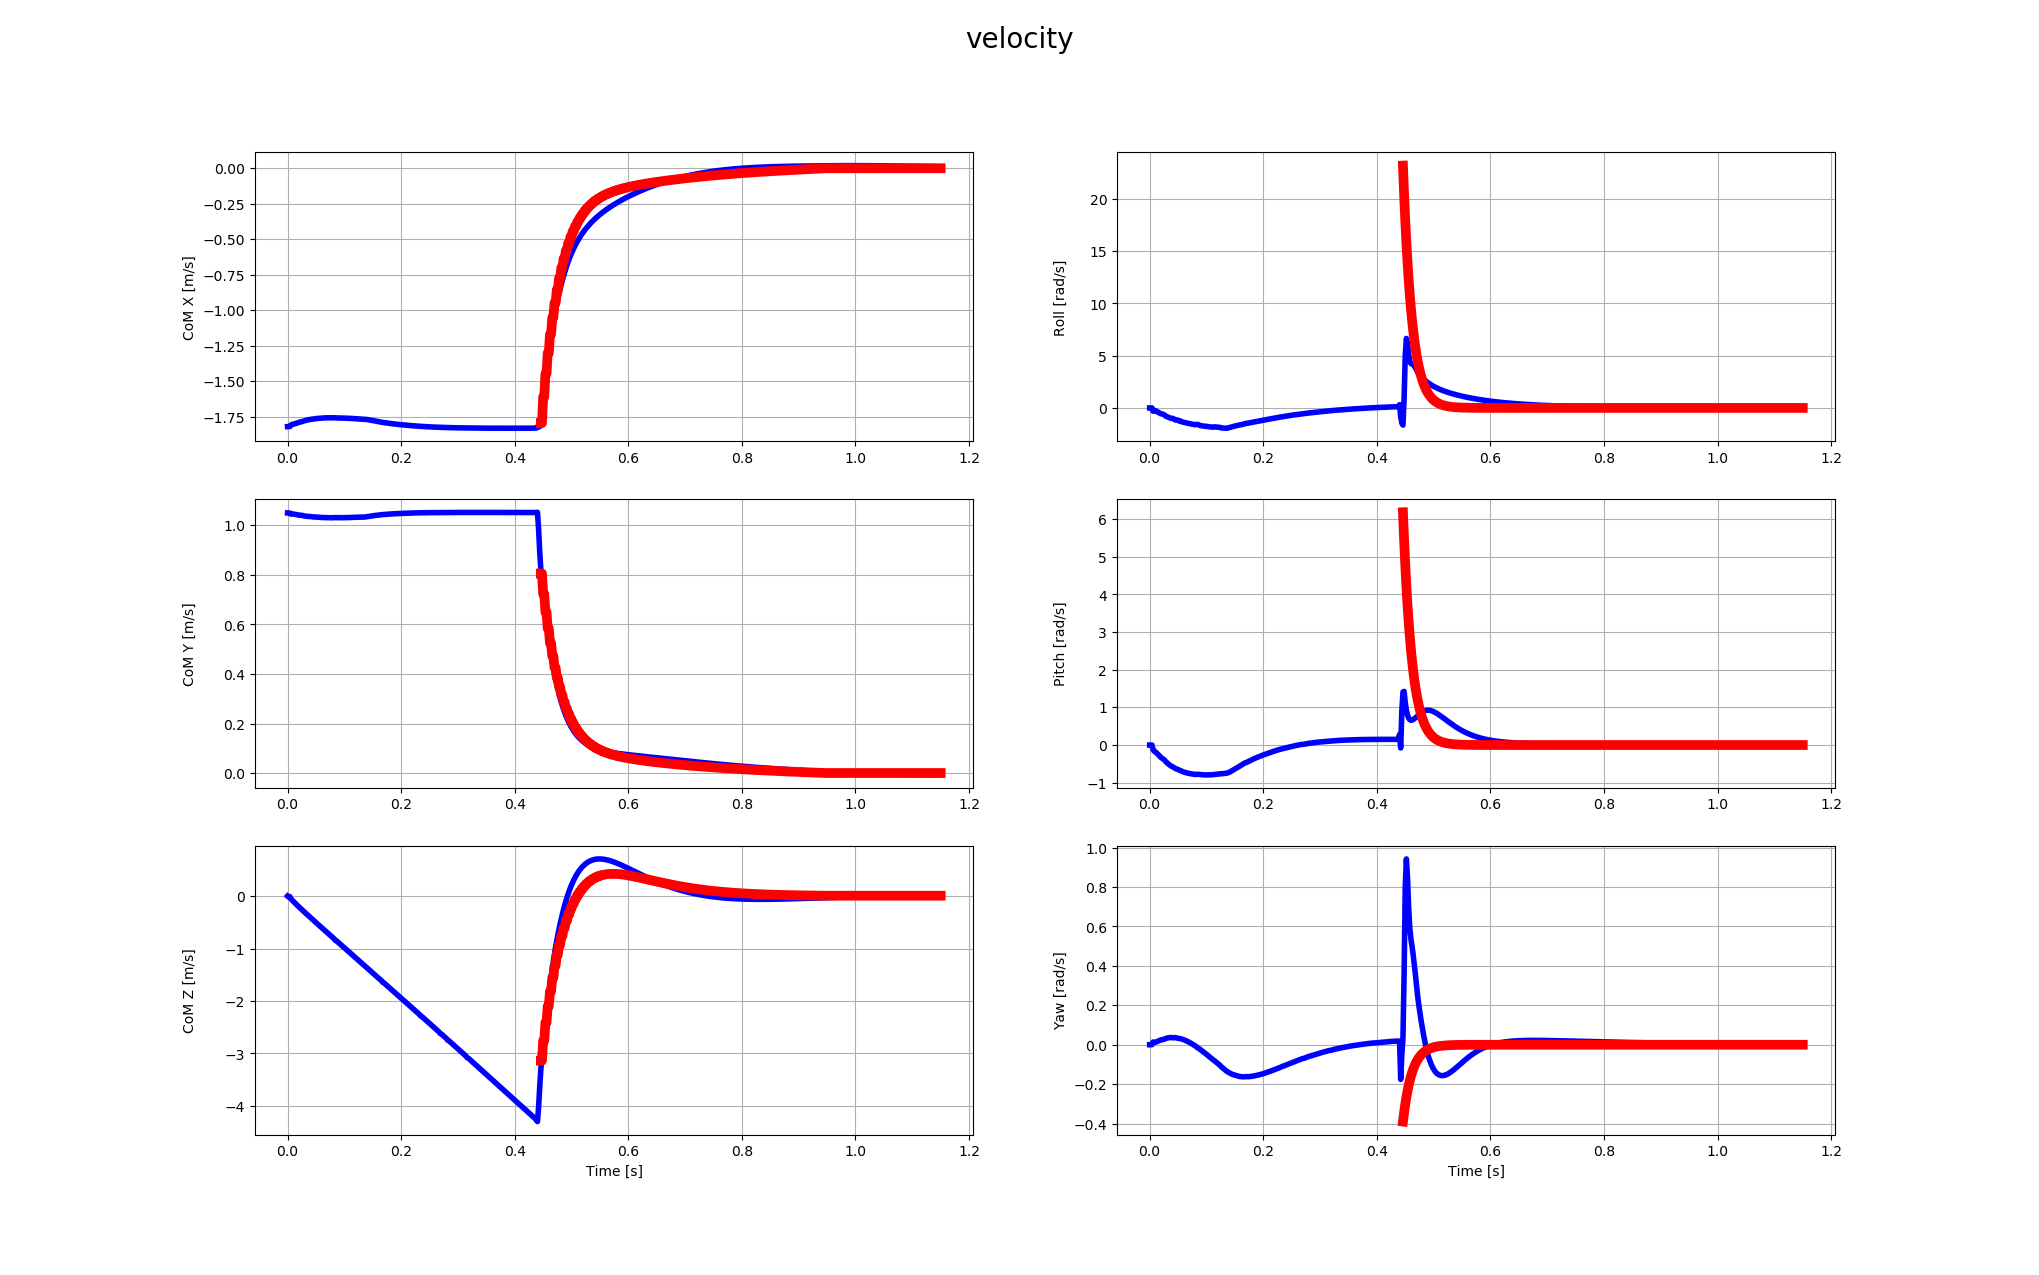 velocity
CoM X [m/s]
0.00
−0.25
−0.50
−0.75
−1.00
−1.25
−1.50
−1.75
0.0 0.2 0.4 0.6 0.8 1.0 1.2
Roll [rad/s]
20
15
10
5
0
0.0 0.2 0.4 0.6 0.8 1.0 1.2
CoM Y [m/s]
1.0
0.8
0.6
0.4
0.2
0.0
0.0 0.2 0.4 0.6 0.8 1.0 1.2
Pitch [rad/s]
6
5
4
3
2
1
0
−1
0.0 0.2 0.4 0.6 0.8 1.0 1.2
CoM Z [m/s]
0
−1
−2
−3
−4
0.0 0.2 0.4 0.6 0.8 1.0 1.2
Time [s]
Yaw [rad/s]
1.0
0.8
0.6
0.4
0.2
0.0
−0.2
−0.4
0.0 0.2 0.4 0.6 0.8 1.0 1.2
Time [s]